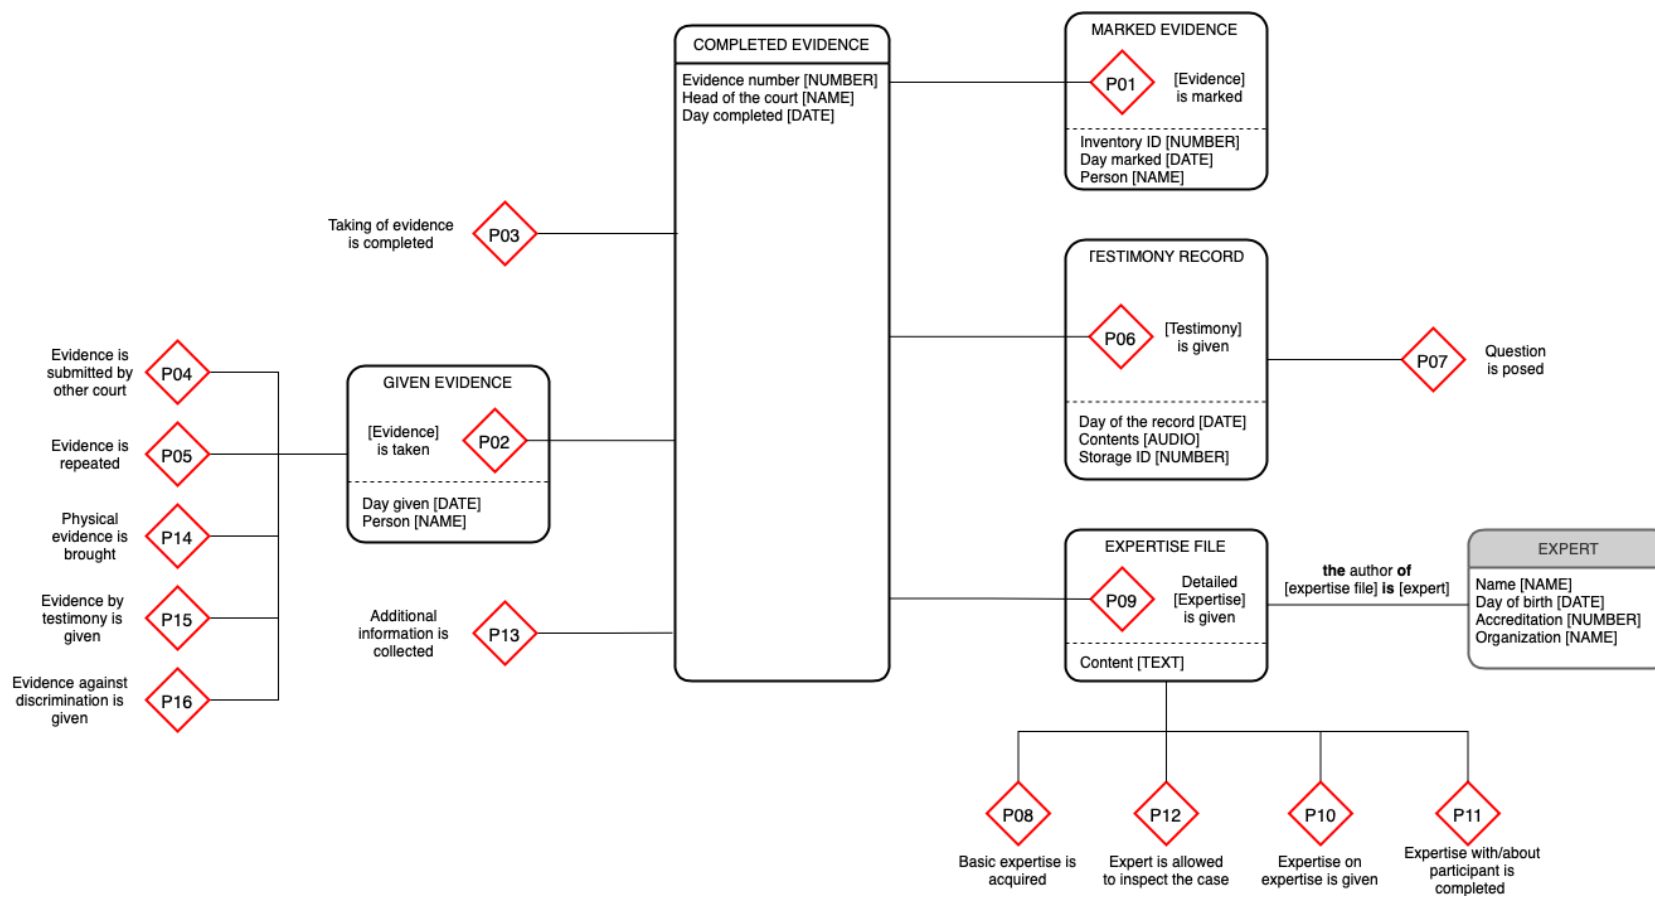 COMPLETED EVIDENCE
Evidence number [NUMBER]
Head of the court [NAME]
Day completed [DATE]
MARKED EVIDENCE
P01
[Evidence]
is marked
Inventory ID [NUMBER]
Day marked [DATE]
Person [NAME]
Taking of evidence
is completed
P03
TESTIMONY RECORD
P06
[Testimony]
is given
Day of the record [DATE]
Contents [AUDIO]
Storage ID [NUMBER]
P07
Question
is posed
Evidence is
submitted by
other court
P04
Evidence is
repeated
P05
Physical
evidence is
brought
P14
Evidence by
testimony is
given
P15
Evidence against
discrimination is
given
P16
GIVEN EVIDENCE
[Evidence]
is taken
P02
Day given [DATE]
Person [NAME]
Additional
information is
collected
P13
EXPERTISE FILE
P09
Detailed
[Expertise]
is given
Content [TEXT]
the author of
[expertise file] is [expert]
EXPERT
Name [NAME]
Day of birth [DATE]
Accreditation [NUMBER]
Organization [NAME]
P08
Basic expertise is
acquired
P12
Expert is allowed
to inspect the case
P10
Expertise on
expertise is given
P11
Expertise with/about
participant is
completed